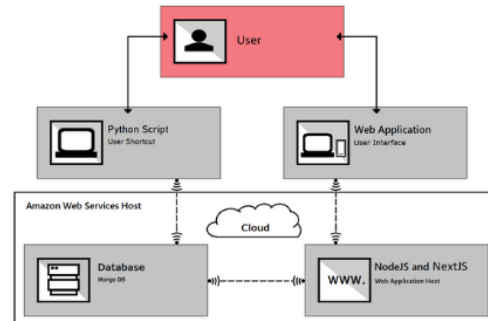 User
Python Script
User Shortcut
Web Application
User Interface
Amazon Web Services Host
Cloud
Database
Mongo DB
WWW.
NodeJS and NextJS
Web Application Host